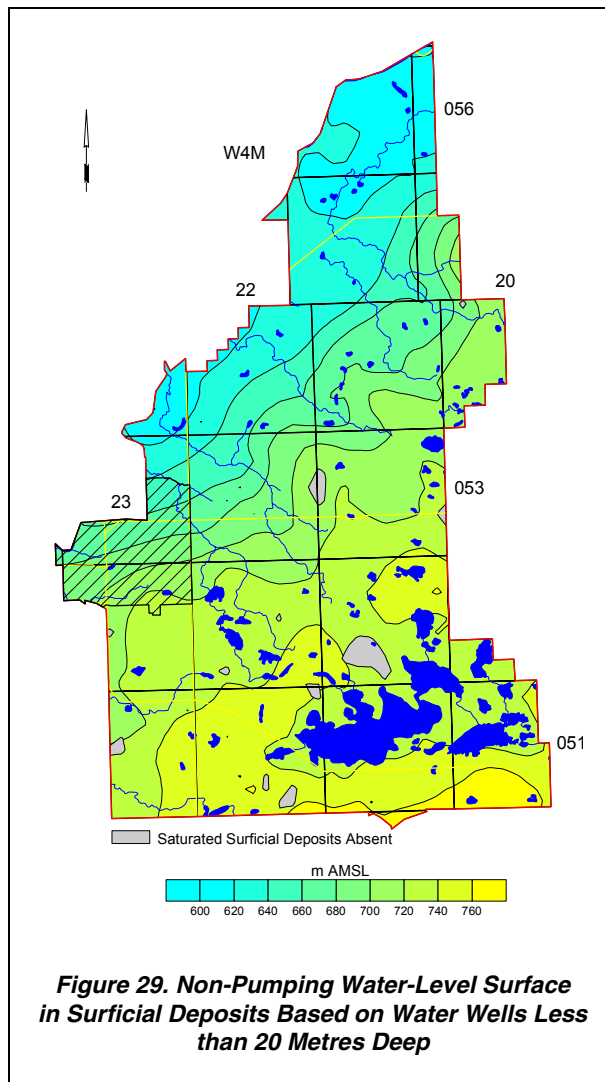 056
W4M
22
20
053
23
051
Saturated Surficial Deposits Absent
m AMSL
600 620 640 660 680 700 720 740 760
Figure 29. Non-Pumping Water-Level Surface
in Surficial Deposits Based on Water Wells Less
than 20 Metres Deep